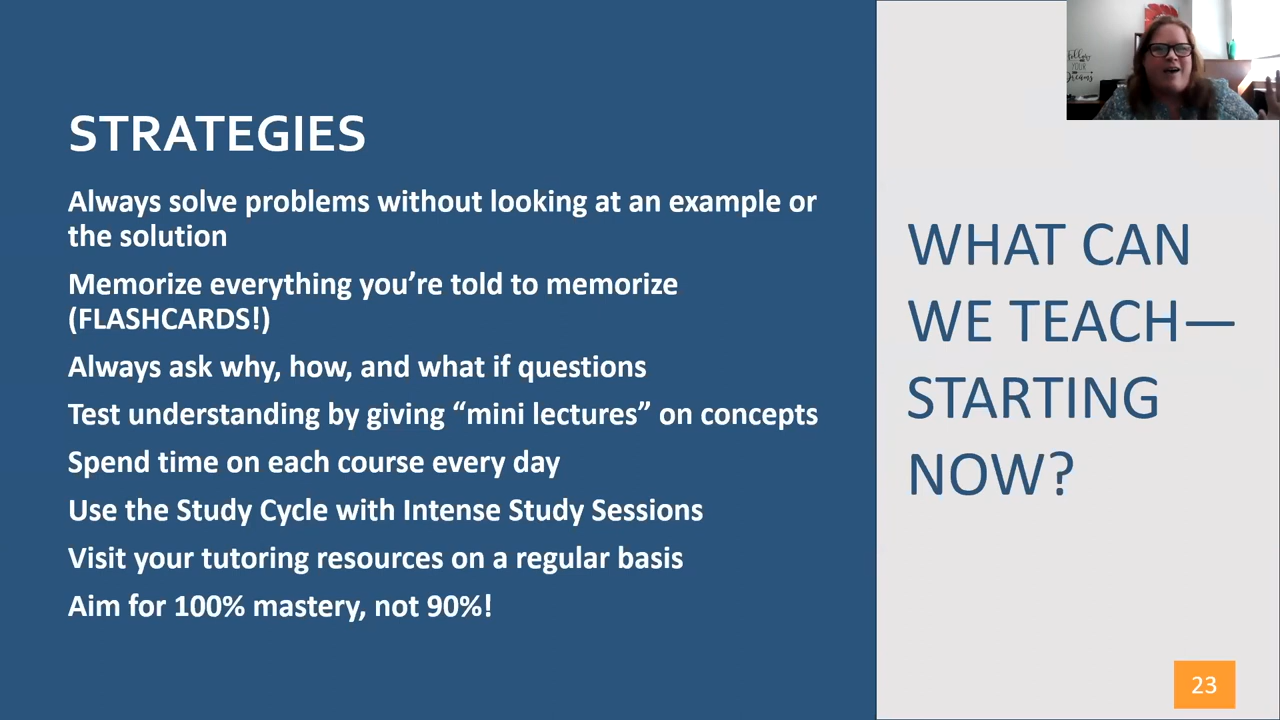 STRATEGIES
Always solve problems without looking at an example or
the solution
Memorize everything you’re told to memorize
(FLASHCARDS!)
Always ask why, how, and what if questions
Test understanding by giving “mini lectures” on concepts
Spend time on each course every day
Use the Study Cycle with Intense Study Sessions
Visit your tutoring resources on a regular basis
Aim for 100% mastery, not 90%!
WHAT CAN
WE TEACH—
STARTING
NOW?
follow
YOUR
Dreams
23